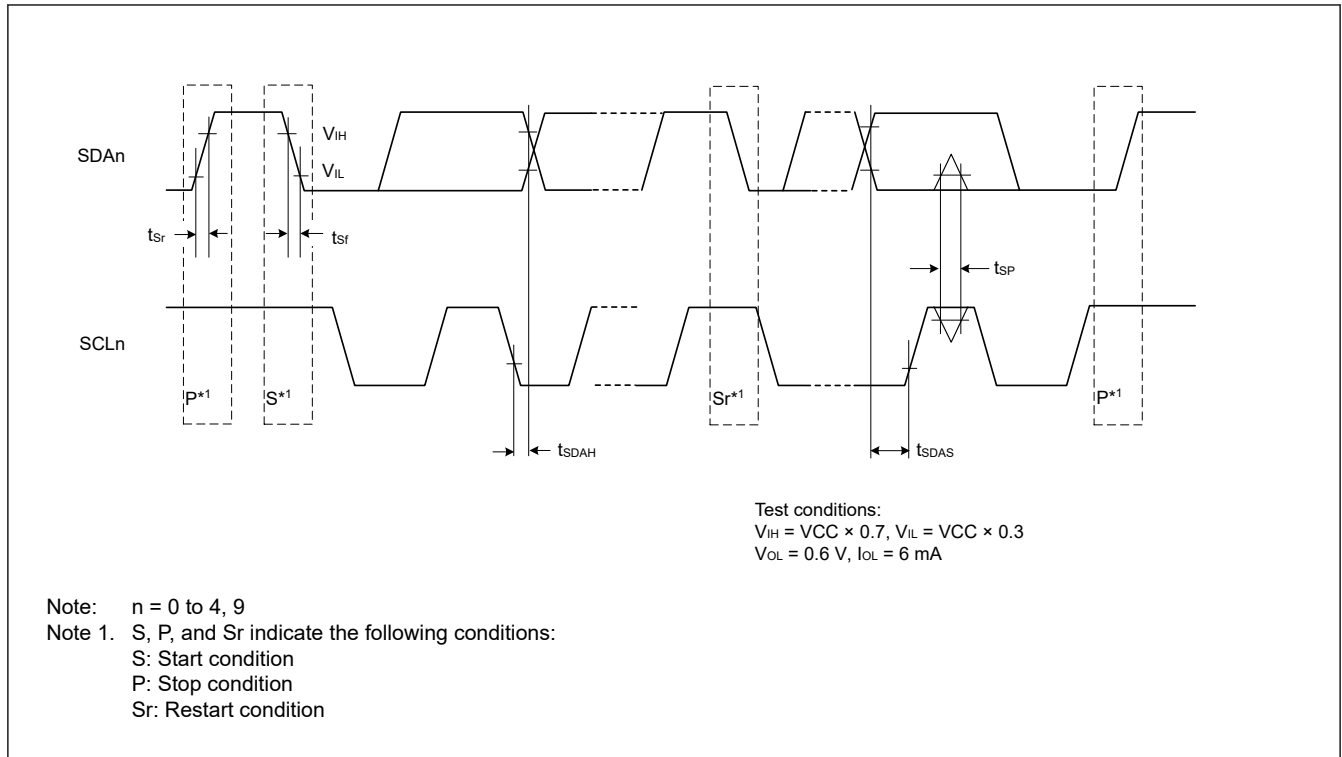 SDAn
VIH
VIL
tSr
tSf
tSP
SCLn
P*1
S*1
Sr*1
P*1
tSDAH
tSDAS
Test conditions:
VIH = VCC × 0.7, VIL = VCC × 0.3
VOL = 0.6 V, IOL = 6 mA
Note: n = 0 to 4, 9
Note 1. S, P, and Sr indicate the following conditions:
S: Start condition
P: Stop condition
Sr: Restart condition